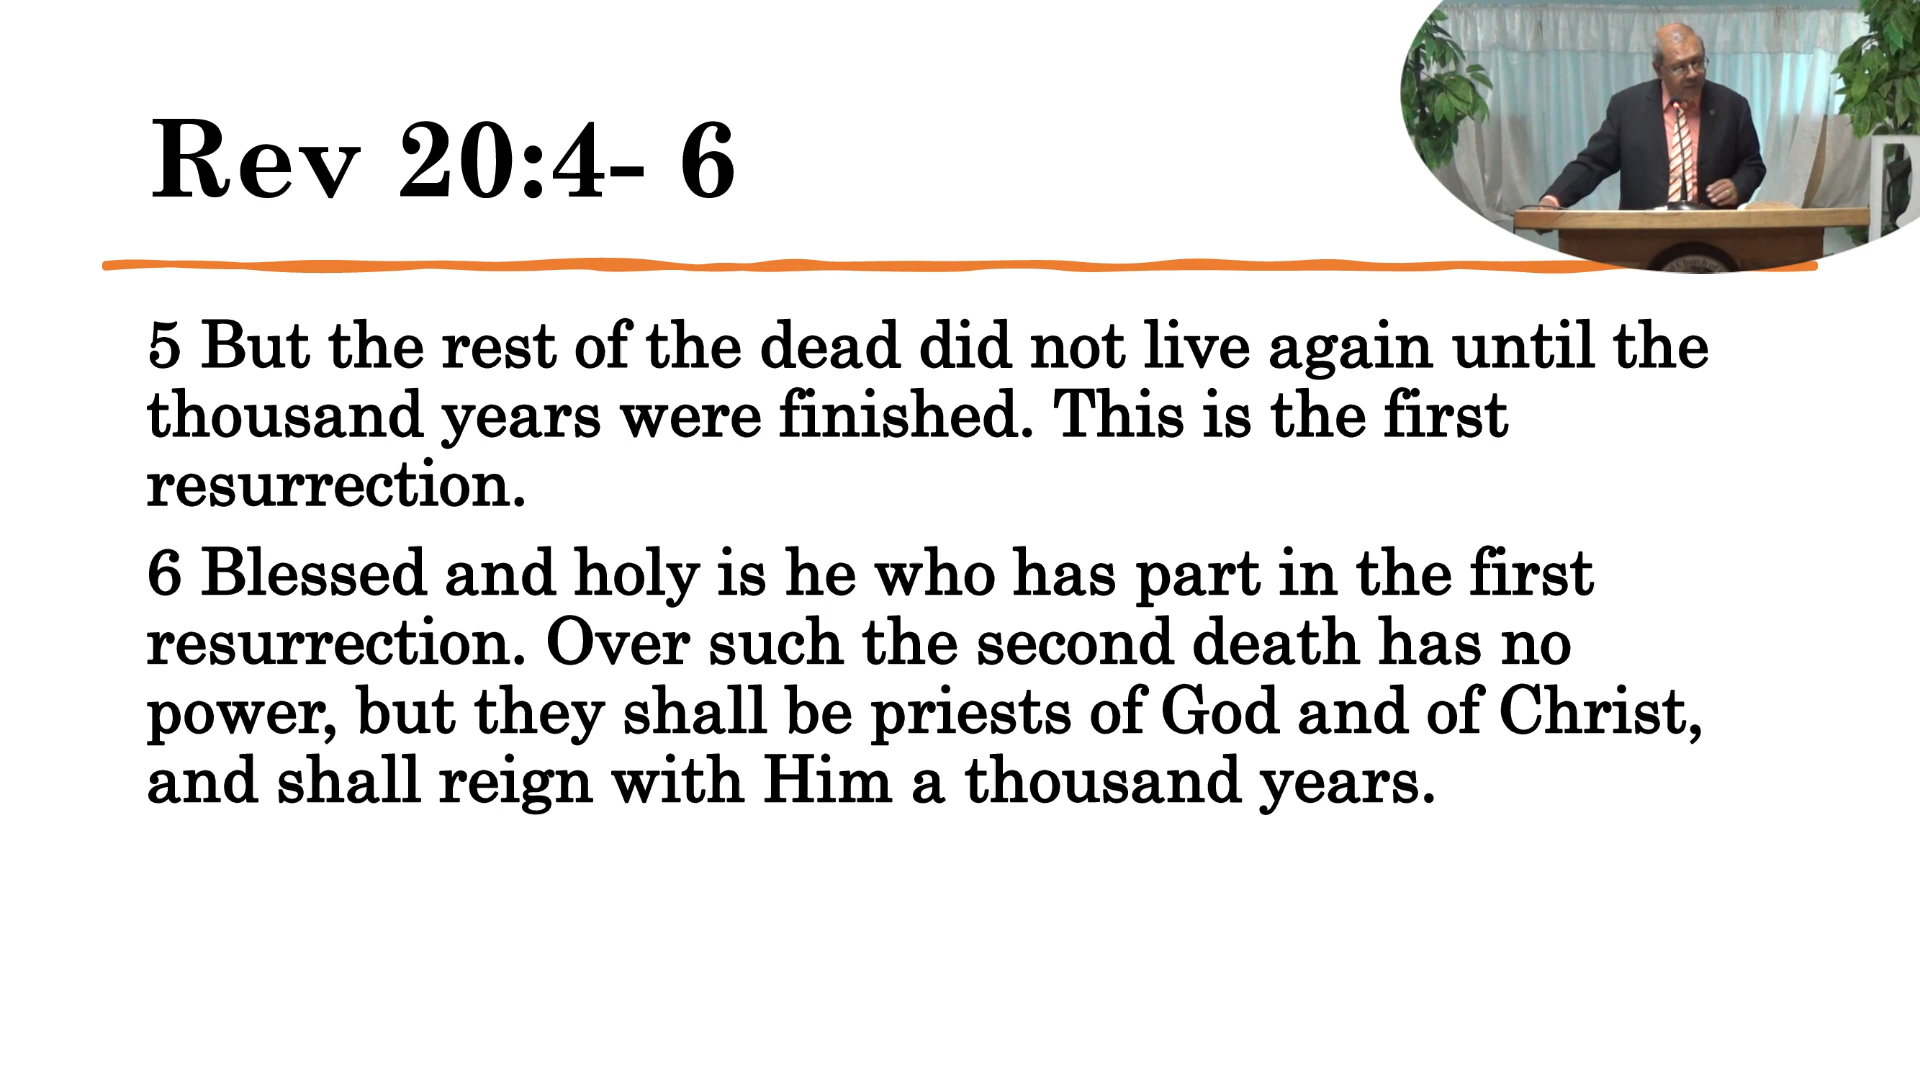 Rev 20:4- 6
5 But the rest of the dead did not live again until the
thousand years were finished. This is the first
resurrection.
6 Blessed and holy is he who has part in the first
resurrection. Over such the second death has no
power, but they shall be priests of God and of Christ,
and shall reign with Him a thousand years.
Church of